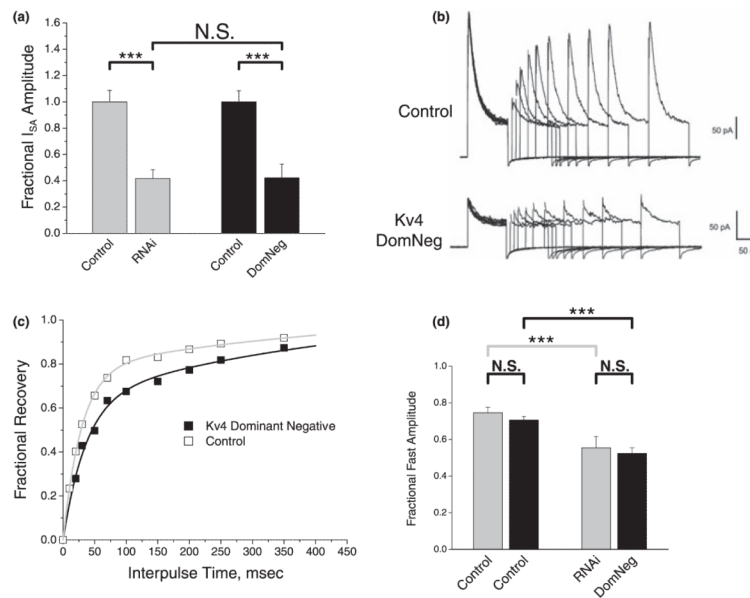 (a)
N.S.
***
***
Fractional ISA Amplitude
1.6
1.4
1.2
1.0
0.8
0.6
0.4
0.2
0.0
Control
RNAi
Control
DomNeg
(b)
Control
50 pA
Kv4
DomNeg
50 pA
50
(c)
Fractional Recovery
1.0
0.8
0.6
0.4
0.2
0.0
Kv4 Dominant Negative
Control
0 50 100 150 200 250 300 350 400 450
Interpulse Time, msec
(d)
***
***
N.S.
N.S.
Fractional Fast Amplitude
1.0
0.8
0.6
0.4
0.2
0.0
Control
Control
RNAi
DomNeg